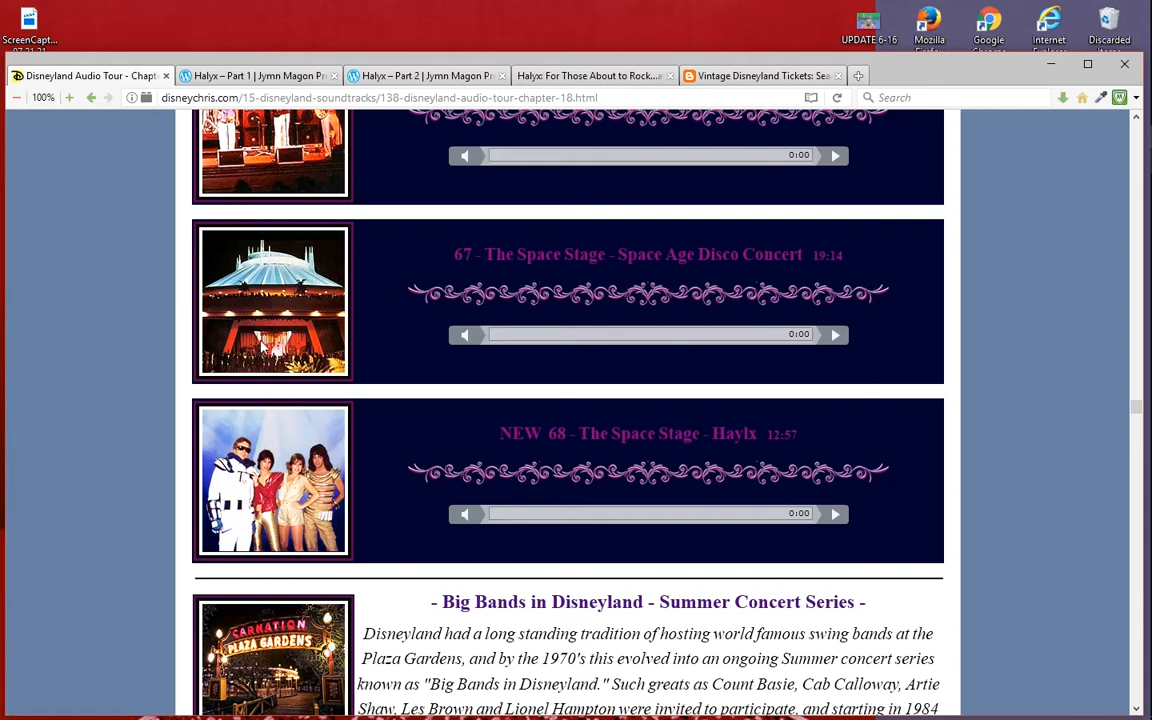 ScreenCapt...
UPDATE 6-16
Mozilla
Google
Internet
Discarded
Disneyland Audio Tour - Chapt
Halyx – Part 1 | Jymn Magon Pr
Halyx – Part 2 | Jymn Magon Pr
Halyx: For Those About to Rock...
Vintage Disneyland Tickets: Sea
100%
disneychris.com/15-disneyland-soundtracks/138-disneyland-audio-tour-chapter-18.html
Search
0:00
67 - The Space Stage - Space Age Disco Concert 19:14
0:00
NEW 68 - The Space Stage - Haylx 12:57
0:00
- Big Bands in Disneyland - Summer Concert Series -
CARNATION
PLAZA GARDENS
Disneyland had a long standing tradition of hosting world famous swing bands at the
Plaza Gardens, and by the 1970's this evolved into an ongoing Summer concert series
known as "Big Bands in Disneyland." Such greats as Count Basie, Cab Calloway, Artie
Shaw, Les Brown and Lionel Hampton were invited to participate, and starting in 1984